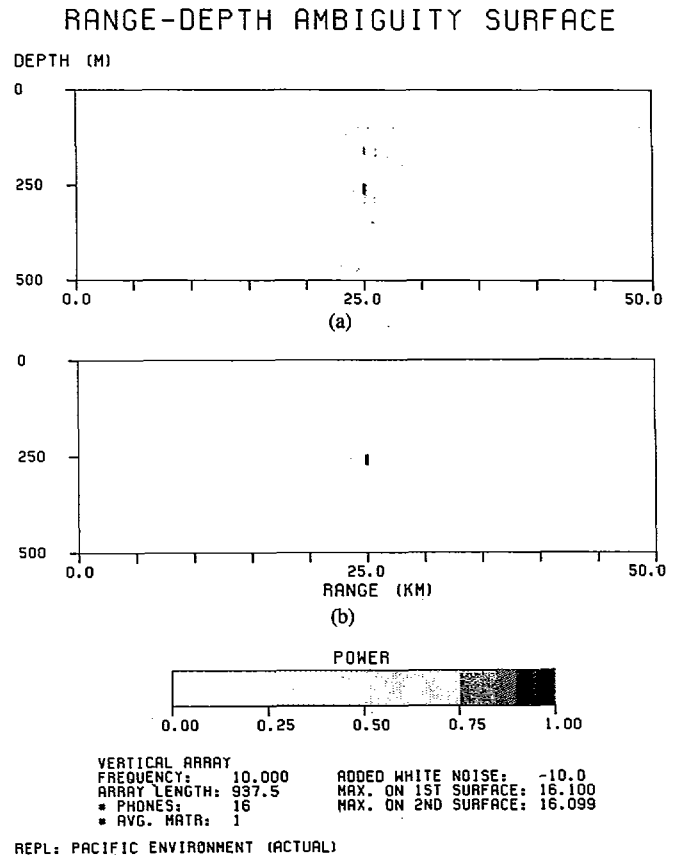 RANGE-DEPTH AMBIGUITY SURFACE
DEPTH (M)
0
250
500
0.0 25.0 50.0
(a)
0
250
500
0.0 25.0 50.0
RANGE (KM)
(b)
POWER
0.00 0.25 0.50 0.75 1.00
VERTICAL ARRAY
FREQUENCY: 10.000 ADDED WHITE NOISE: -10.0
ARRAY LENGTH: 937.5 MAX. ON 1ST SURFACE: 16.100
# PHONES: 16 MAX. ON 2ND SURFACE: 16.099
# AVG. MATR: 1
REPL: PACIFIC ENVIRONMENT (ACTUAL)